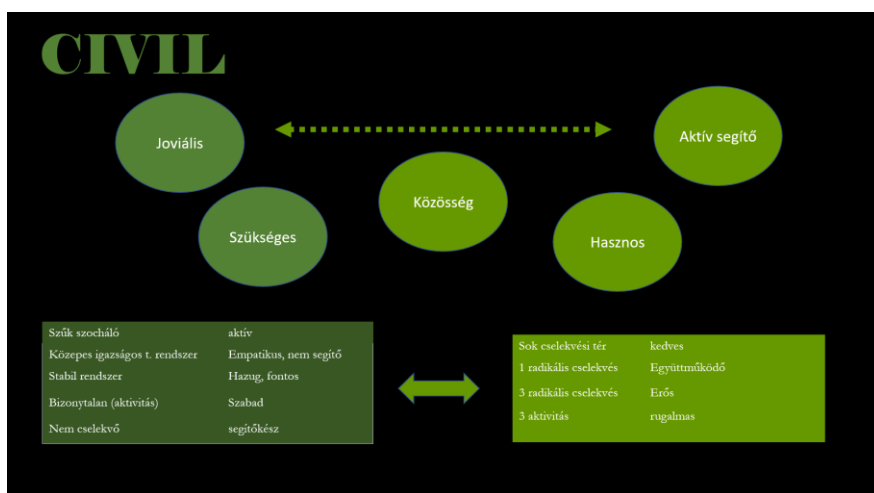 CIVIL
Joviális
Aktív segítő
Közösség
Szükséges
Hasznos
Szűk szocháló aktív
Közepes igazságos t. rendszer Empatikus, nem segítő
Stabil rendszer Hazug, fontos
Bizonytalan (aktivitás) Szabad
Nem cselekvő segítőkész
Sok cselekvési tér kedves
1 radikális cselekvés Együttműködő
3 radikális cselekvés Erős
3 aktivitás rugalmas